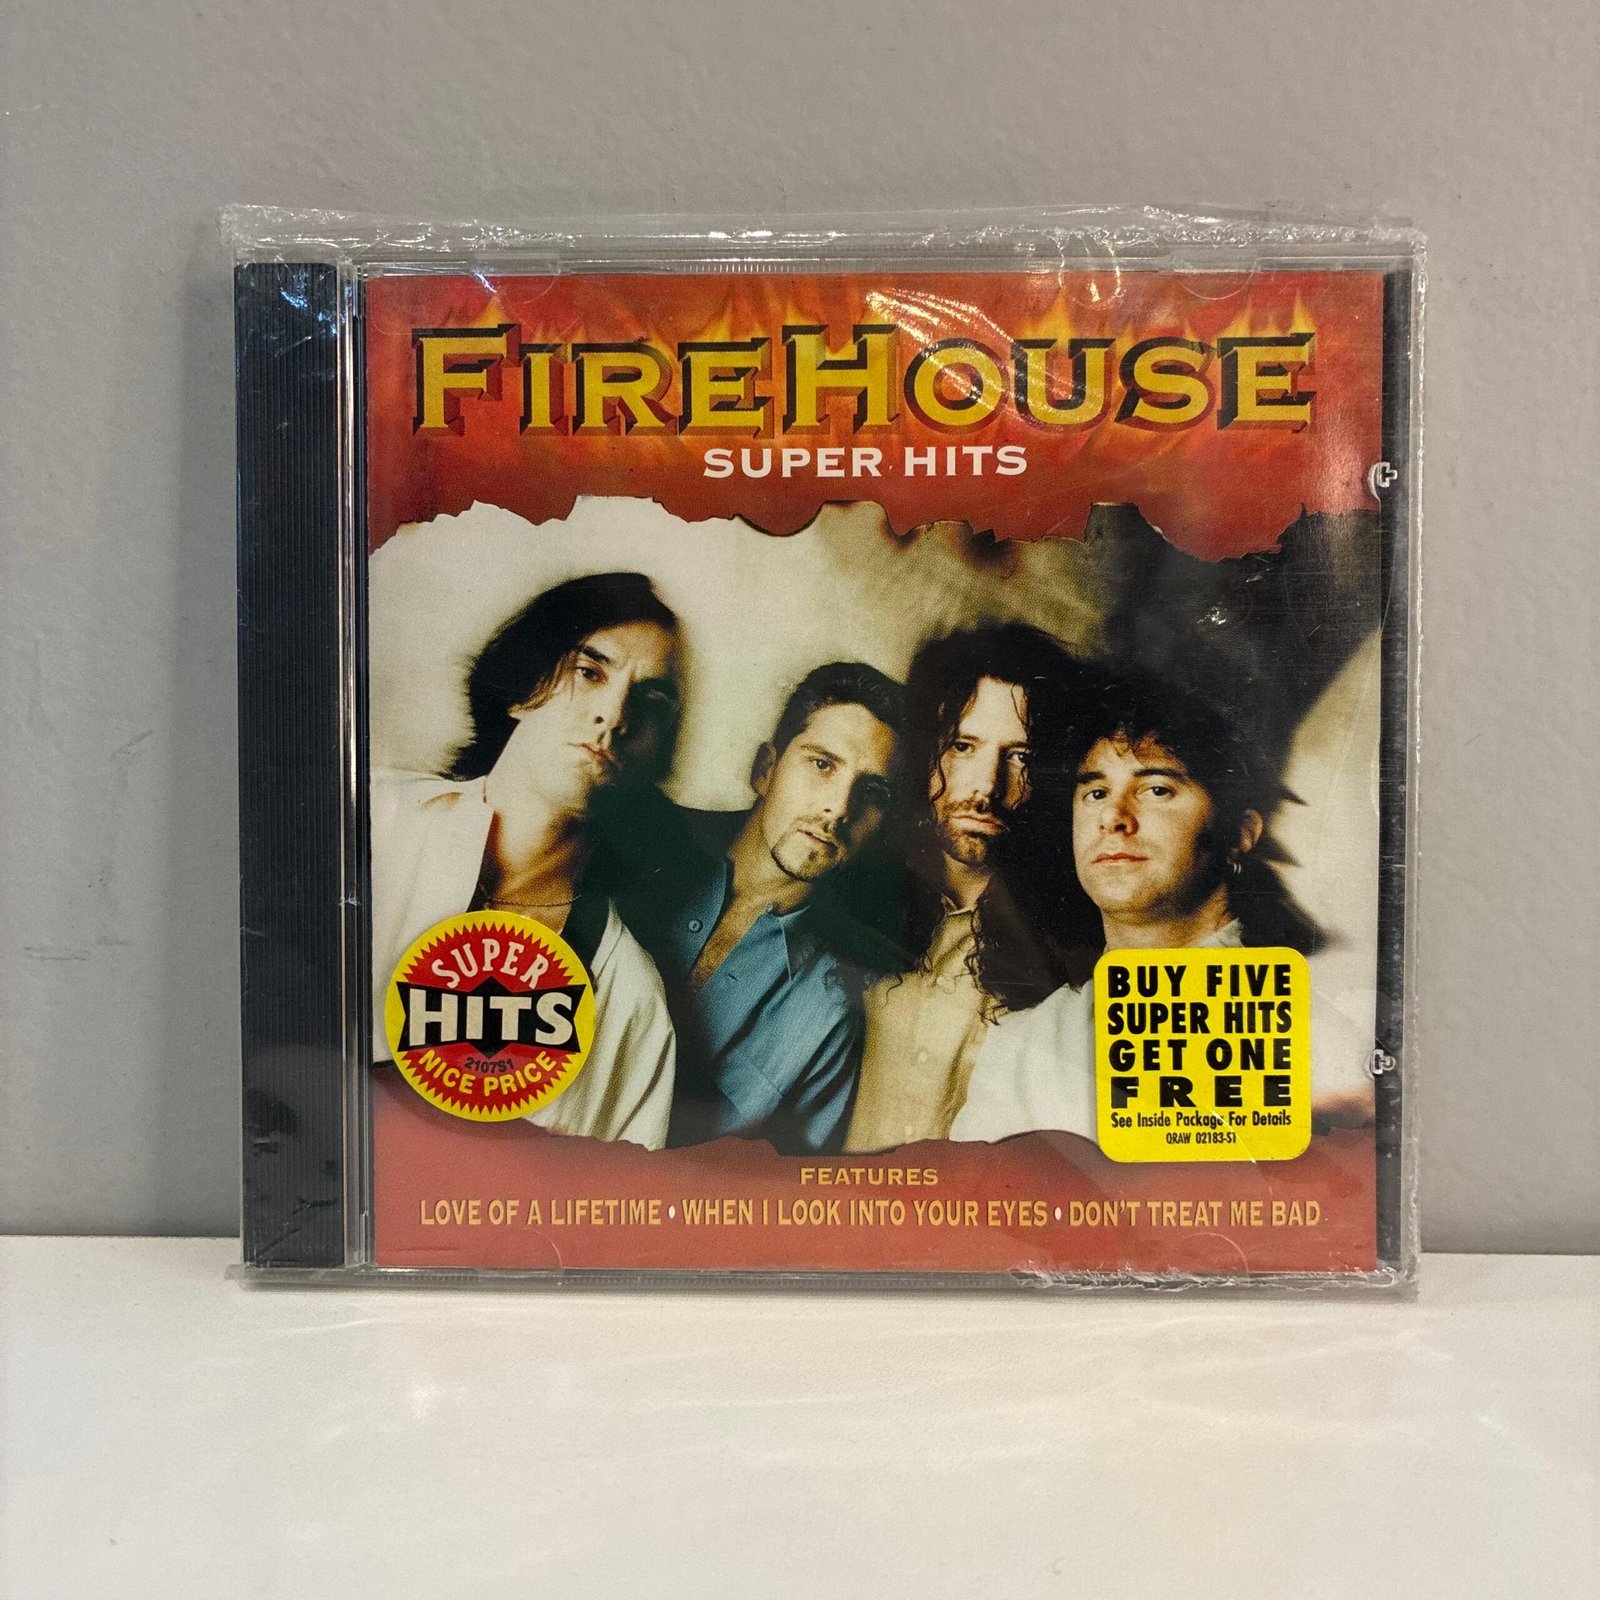 FIREHOUSE
SUPER HITS
SUPER
HITS
2107S1
NICE PRICE
BUY FIVE
SUPER HITS
GET ONE
FREE
See Inside Package For Details
QRAW 02183-S1
FEATURES
LOVE OF A LIFETIME • WHEN I LOOK INTO YOUR EYES • DON'T TREAT ME BAD